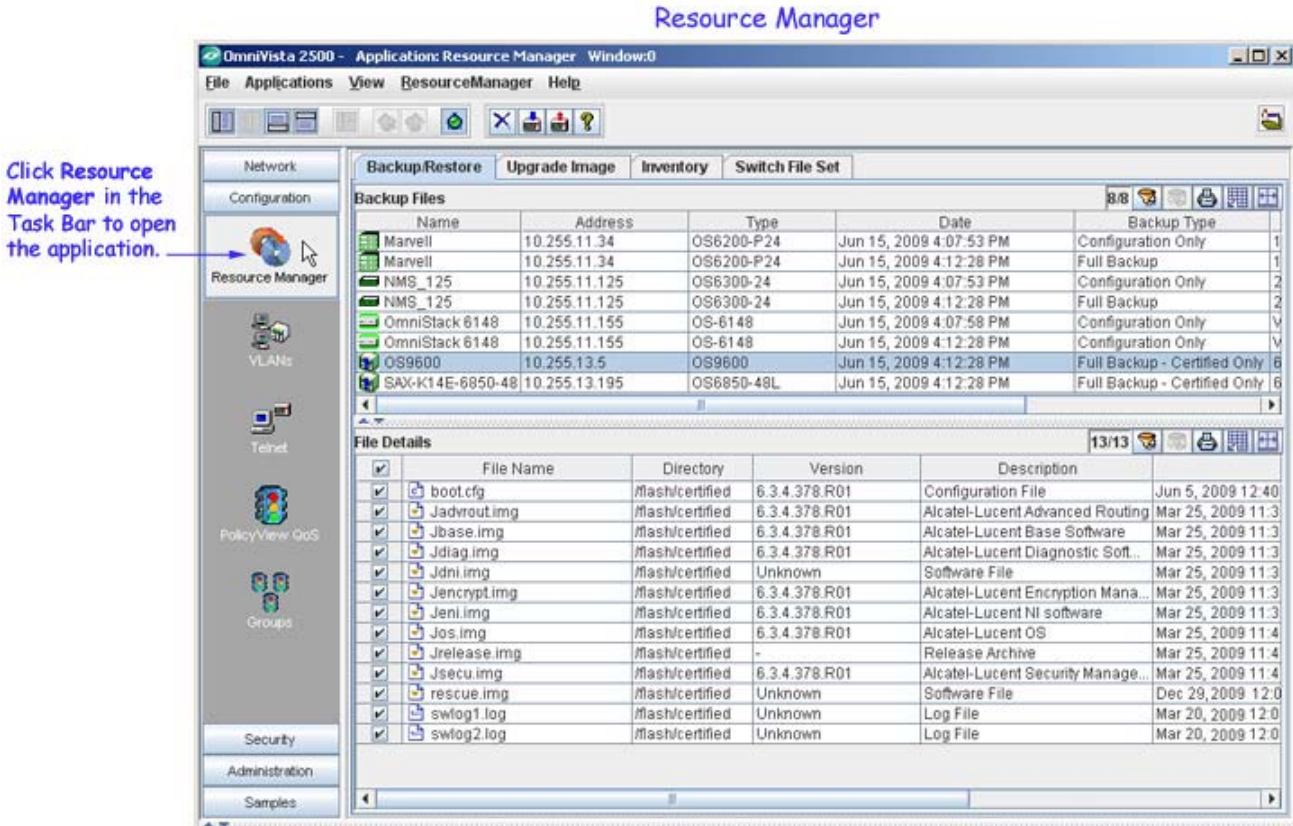 Resource Manager
OmniVista 2500 - Application: Resource Manager Window:0
File Applications View ResourceManager Help
Click Resource
Manager in the
Task Bar to open
the application.
Network
Configuration
Resource Manager
VLANs
Telnet
PolicyView QoS
Groups
Security
Administration
Samples
Backup/Restore Upgrade Image Inventory Switch File Set
Backup Files 8/8
Name Address Type Date Backup Type
Marvell 10.255.11.34 OS6200-P24 Jun 15, 2009 4:07:53 PM Configuration Only 1
Marvell 10.255.11.34 OS6200-P24 Jun 15, 2009 4:12:28 PM Full Backup 1
NMS_125 10.255.11.125 OS6300-24 Jun 15, 2009 4:07:53 PM Configuration Only 2
NMS_125 10.255.11.125 OS6300-24 Jun 15, 2009 4:12:28 PM Full Backup 2
OmniStack 6148 10.255.11.155 OS-6148 Jun 15, 2009 4:07:58 PM Configuration Only V
OmniStack 6148 10.255.11.155 OS-6148 Jun 15, 2009 4:12:28 PM Configuration Only V
OS9600 10.255.13.5 OS9600 Jun 15, 2009 4:12:28 PM Full Backup - Certified Only 6
SAX-K14E-6850-48 10.255.13.195 OS6850-48L Jun 15, 2009 4:12:28 PM Full Backup - Certified Only 6
File Details 13/13
File Name Directory Version Description
boot.cfg /flash/certified 6.3.4.378.R01 Configuration File Jun 5, 2009 12:40
Jadvrout.img /flash/certified 6.3.4.378.R01 Alcatel-Lucent Advanced Routing Mar 25, 2009 11:3
Jbase.img /flash/certified 6.3.4.378.R01 Alcatel-Lucent Base Software Mar 25, 2009 11:3
Jdiag.img /flash/certified 6.3.4.378.R01 Alcatel-Lucent Diagnostic Soft... Mar 25, 2009 11:3
Jdni.img /flash/certified Unknown Software File Mar 25, 2009 11:3
Jencrypt.img /flash/certified 6.3.4.378.R01 Alcatel-Lucent Encryption Mana... Mar 25, 2009 11:3
Jeni.img /flash/certified 6.3.4.378.R01 Alcatel-Lucent NI software Mar 25, 2009 11:3
Jos.img /flash/certified 6.3.4.378.R01 Alcatel-Lucent OS Mar 25, 2009 11:4
Jrelease.img /flash/certified - Release Archive Mar 25, 2009 11:4
Jsecu.img /flash/certified 6.3.4.378.R01 Alcatel-Lucent Security Manage... Mar 25, 2009 11:4
rescue.img /flash/certified Unknown Software File Dec 29, 2009 12:0
swlog1.log /flash/certified Unknown Log File Mar 20, 2009 12:0
swlog2.log /flash/certified Unknown Log File Mar 20, 2009 12:0